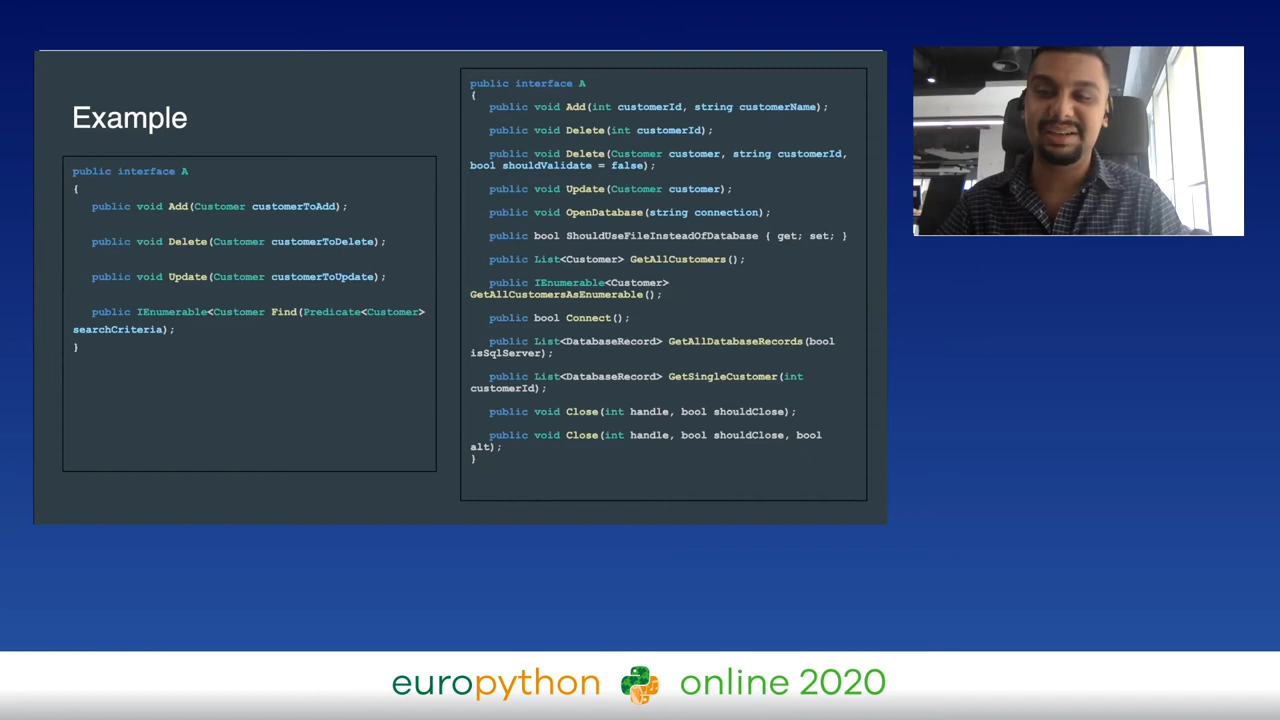 Example
public interface A
{
public void Add(Customer customerToAdd);
public void Delete(Customer customerToDelete);
public void Update(Customer customerToUpdate);
public IEnumerable<Customer Find(Predicate<Customer>
searchCriteria);
}
public interface A
{
public void Add(int customerId, string customerName);
public void Delete(int customerId);
public void Delete(Customer customer, string customerId,
bool shouldValidate = false);
public void Update(Customer customer);
public void OpenDatabase(string connection);
public bool ShouldUseFileInsteadOfDatabase { get; set; }
public List<Customer> GetAllCustomers();
public IEnumerable<Customer>
GetAllCustomersAsEnumerable();
public bool Connect();
public List<DatabaseRecord> GetAllDatabaseRecords(bool
isSqlServer);
public List<DatabaseRecord> GetSingleCustomer(int
customerId);
public void Close(int handle, bool shouldClose);
public void Close(int handle, bool shouldClose, bool
alt);
}
europython online 2020